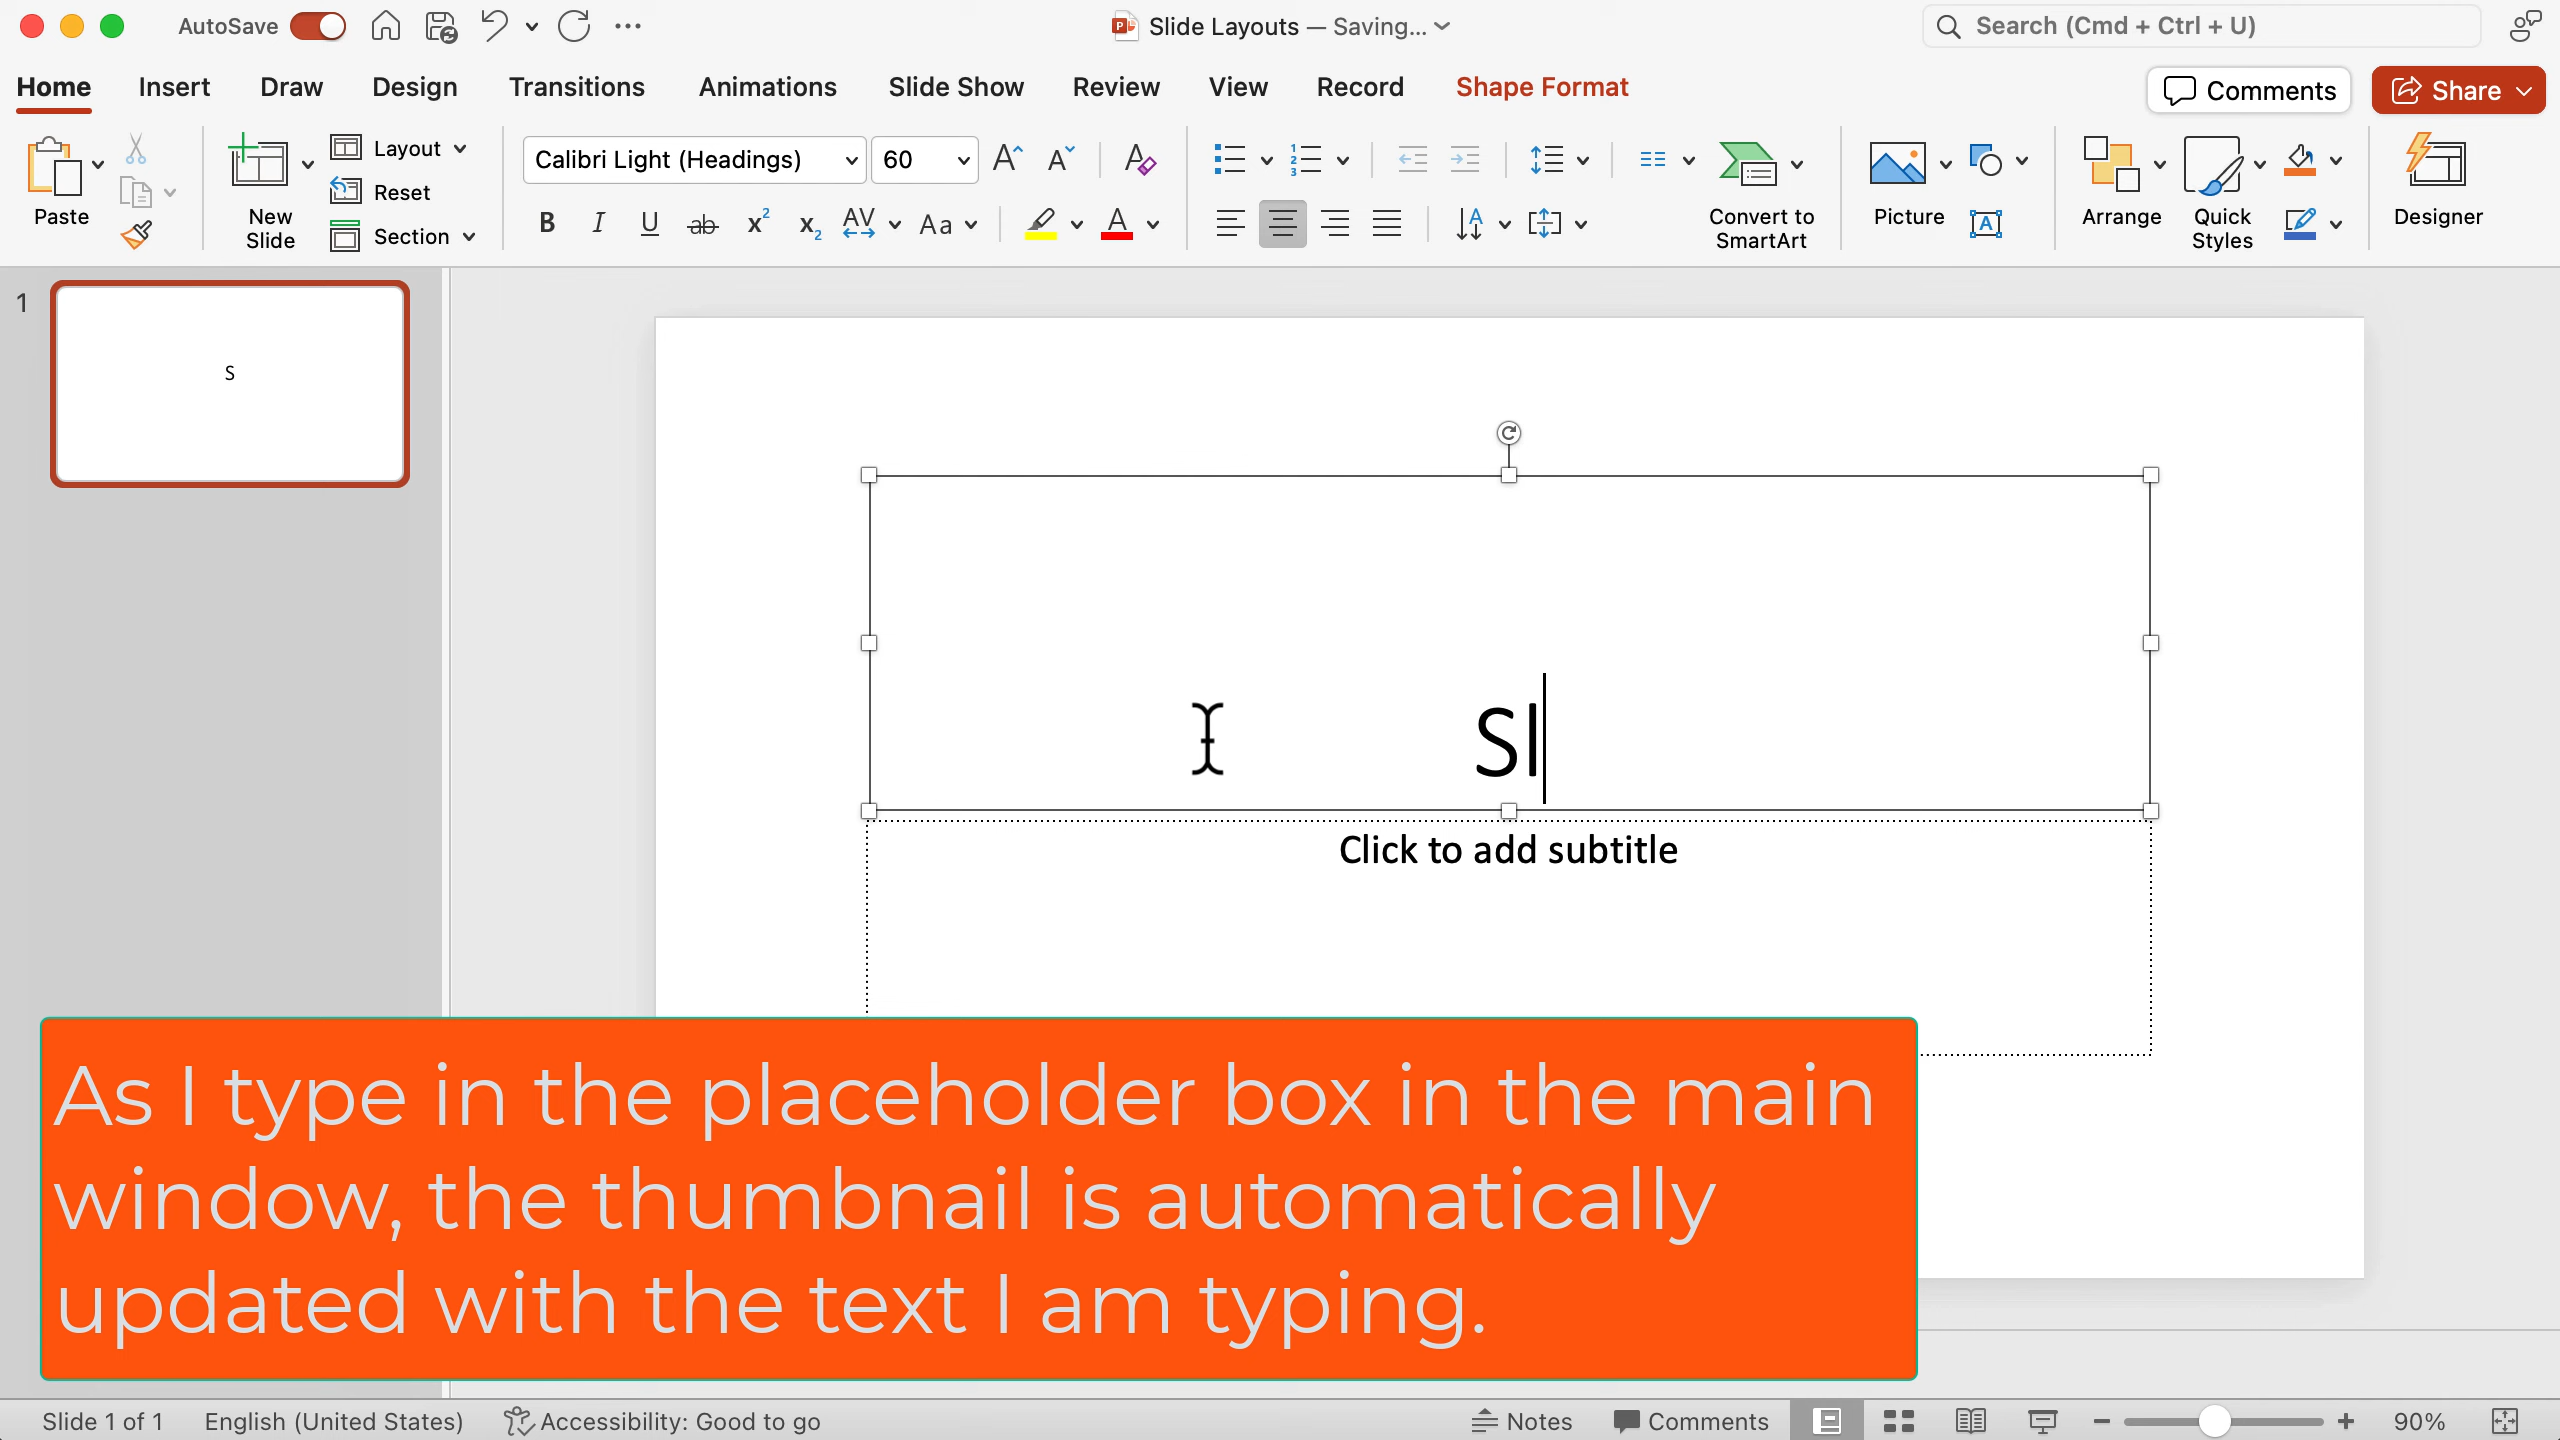 AutoSave
Slide Layouts — Saving...
Search (Cmd + Ctrl + U)
Home Insert Draw Design Transitions Animations Slide Show Review View Record Shape Format Comments Share
Paste
New Slide
Layout
Reset
Section
Calibri Light (Headings) 60
Convert to SmartArt
Picture
Arrange
Quick Styles
Designer
1
S
Sl
Click to add subtitle
As I type in the placeholder box in the main
window, the thumbnail is automatically
updated with the text I am typing.
Slide 1 of 1 English (United States) Accessibility: Good to go Notes Comments 90%